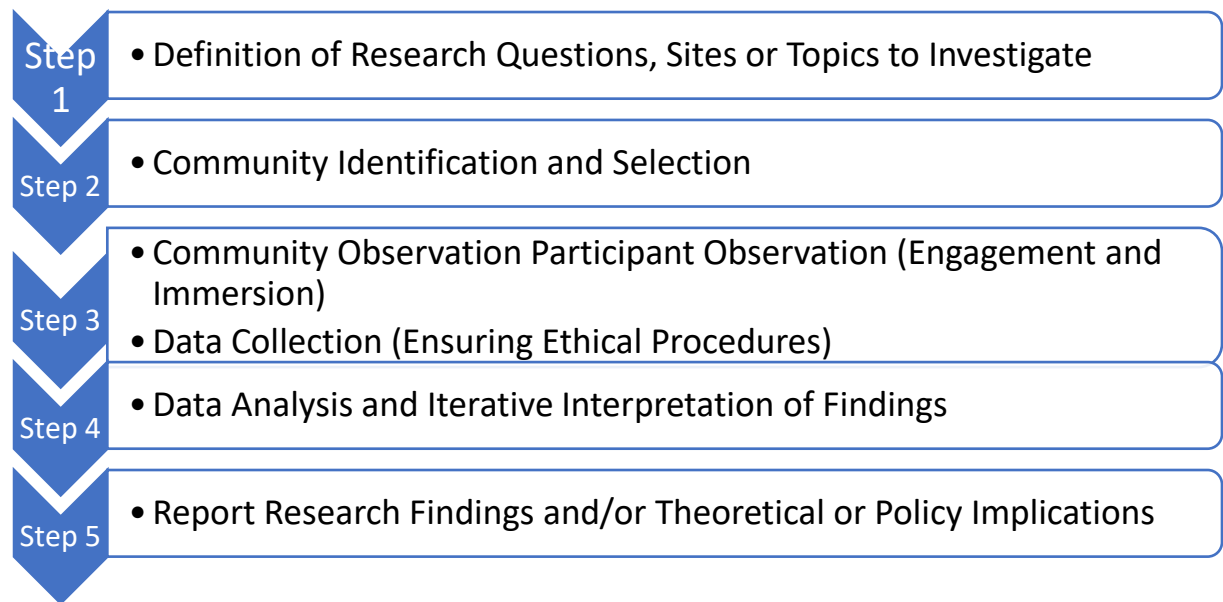 Step
1
• Definition of Research Questions, Sites or Topics to Investigate
Step 2
• Community Identification and Selection
Step 3
• Community Observation Participant Observation (Engagement and
Immersion)
• Data Collection (Ensuring Ethical Procedures)
Step 4
• Data Analysis and Iterative Interpretation of Findings
Step 5
• Report Research Findings and/or Theoretical or Policy Implications